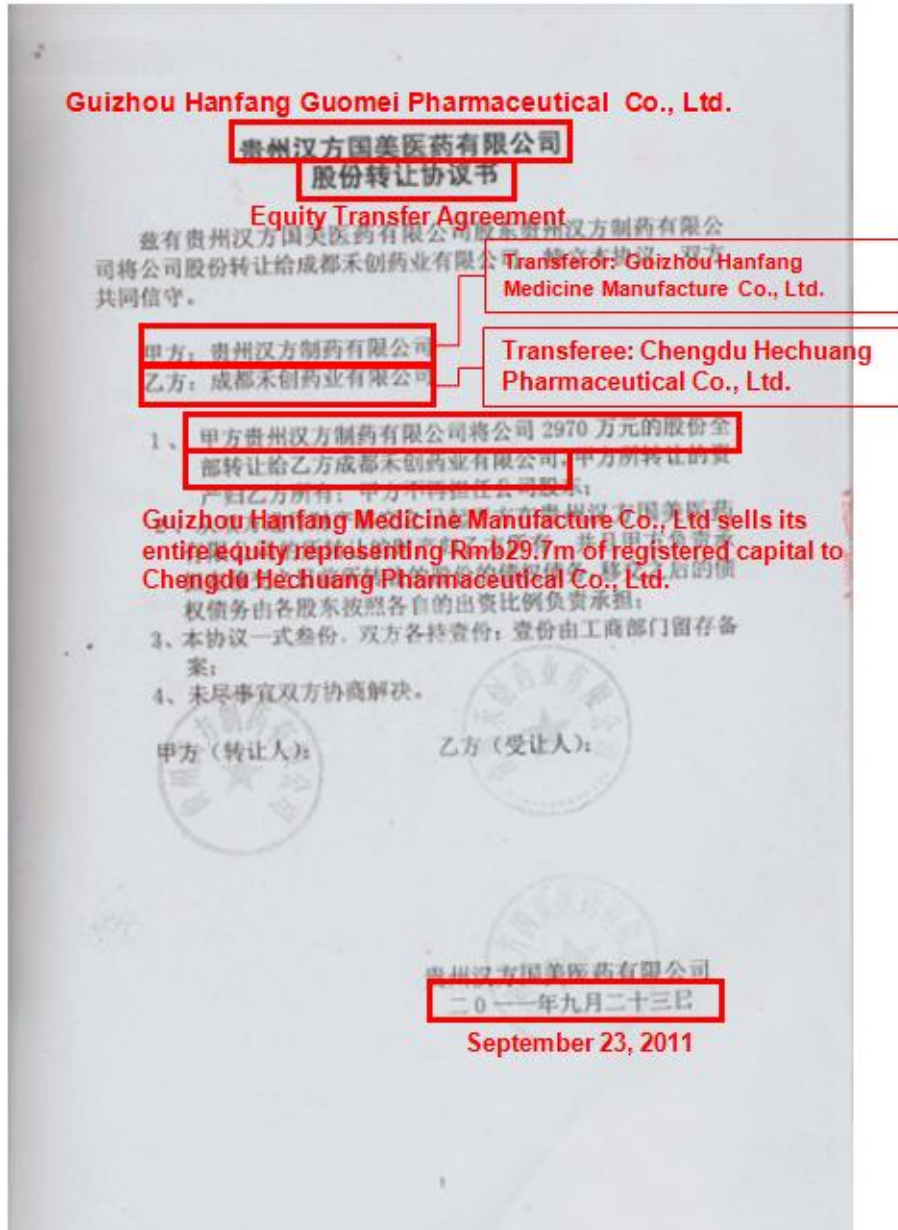 Guizhou Hanfang Guomei Pharmaceutical Co., Ltd.
贵州汉方国美医药有限公司
股份转让协议书
Equity Transfer Agreement
兹有贵州汉方国美医药有限公司股东贵州汉方制药有限公
司将公司股份转让给成都禾创药业有限公司
双方
共同信守。
Transferor: Guizhou Hanfang
Medicine Manufacture Co., Ltd.
甲方：贵州汉方制药有限公司
乙方：成都禾创药业有限公司
Transferee: Chengdu Hechuang
Pharmaceutical Co., Ltd.
1、甲方贵州汉方制药有限公司将公司 2970 万元的股份全
部转让给乙方成都禾创药业有限公司，甲方所转让的资
产归乙方所有；甲方不再担任公司股东；
Guizhou Hanfang Medicine Manufacture Co., Ltd sells its
entire equity representing Rmb29.7m of registered capital to
Chengdu Hechuang Pharmaceutical Co., Ltd.
后的债
权债务由各股东按照各自的出资比例负责承担；
3、本协议一式叁份，双方各持壹份；壹份由工商部门留存备
案；
4、未尽事宜双方协商解决。
甲方（转让人）：
乙方（受让人）：
贵州汉方国美医药有限公司
二0一一年九月二十三日
September 23, 2011
1